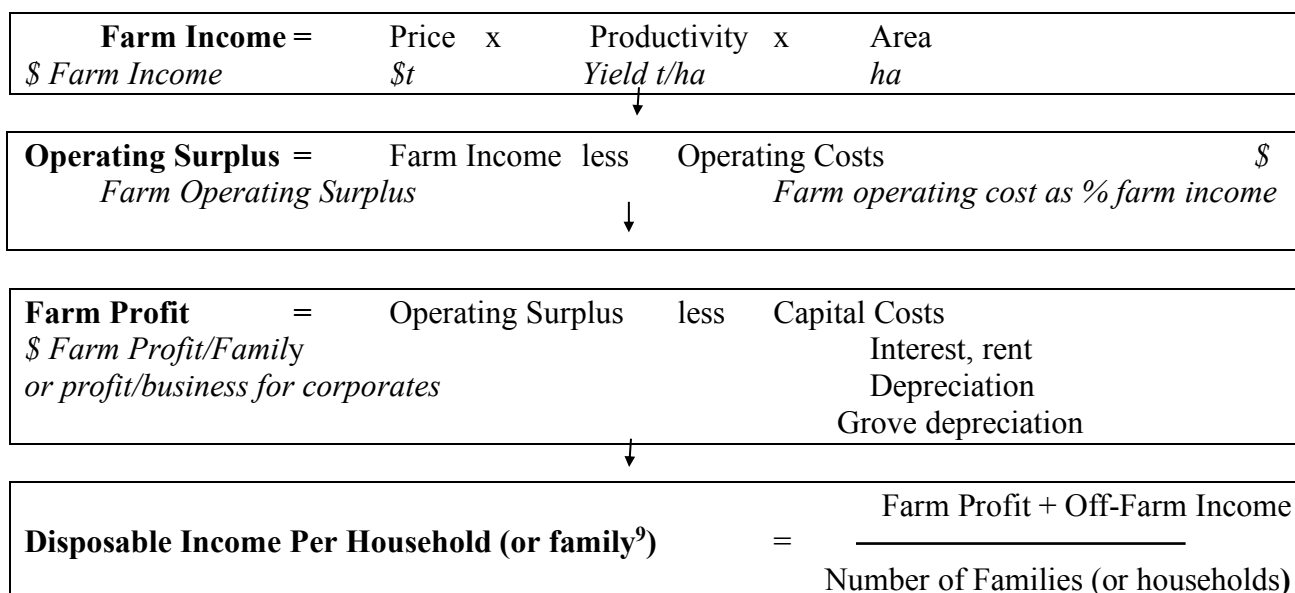 Farm Income = Price x Productivity x Area
$ Farm Income $t Yield t/ha ha
Operating Surplus = Farm Income less Operating Costs $
Farm Operating Surplus Farm operating cost as % farm income
Farm Profit = Operating Surplus less Capital Costs
$ Farm Profit/Family Interest, rent
or profit/business for corporates Depreciation
Grove depreciation
Farm Profit + Off-Farm Income
Disposable Income Per Household (or family⁹) =
Number of Families (or households)